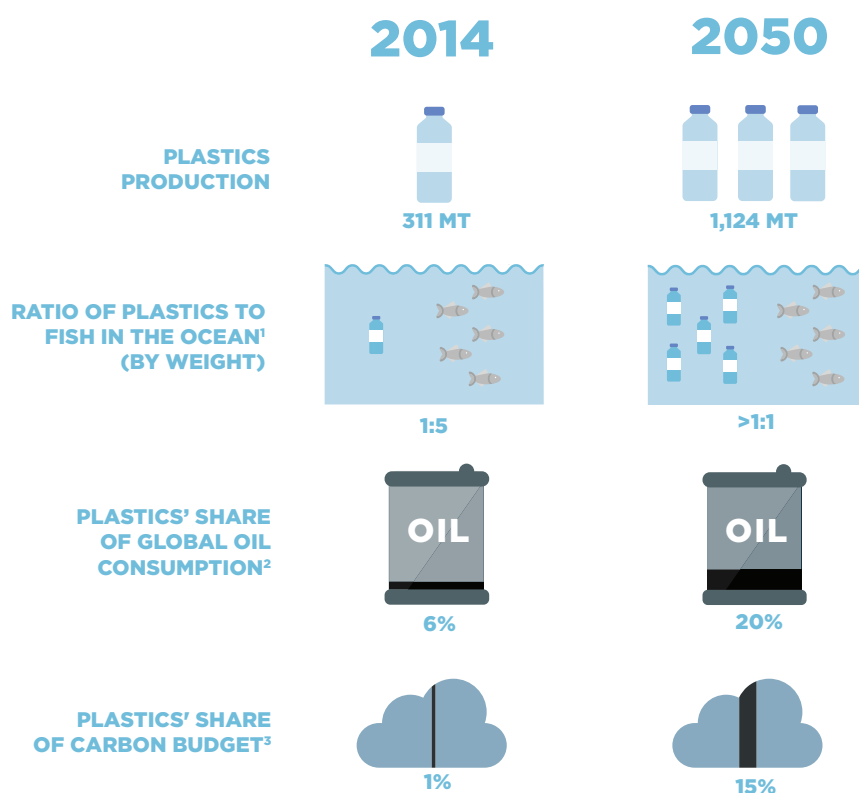 2014
2050
PLASTICS
PRODUCTION
311 MT
1,124 MT
RATIO OF PLASTICS TO
FISH IN THE OCEAN¹
(BY WEIGHT)
1:5
>1:1
PLASTICS’ SHARE
OF GLOBAL OIL
CONSUMPTION²
OIL
OIL
6%
20%
PLASTICS' SHARE
OF CARBON BUDGET³
1%
15%